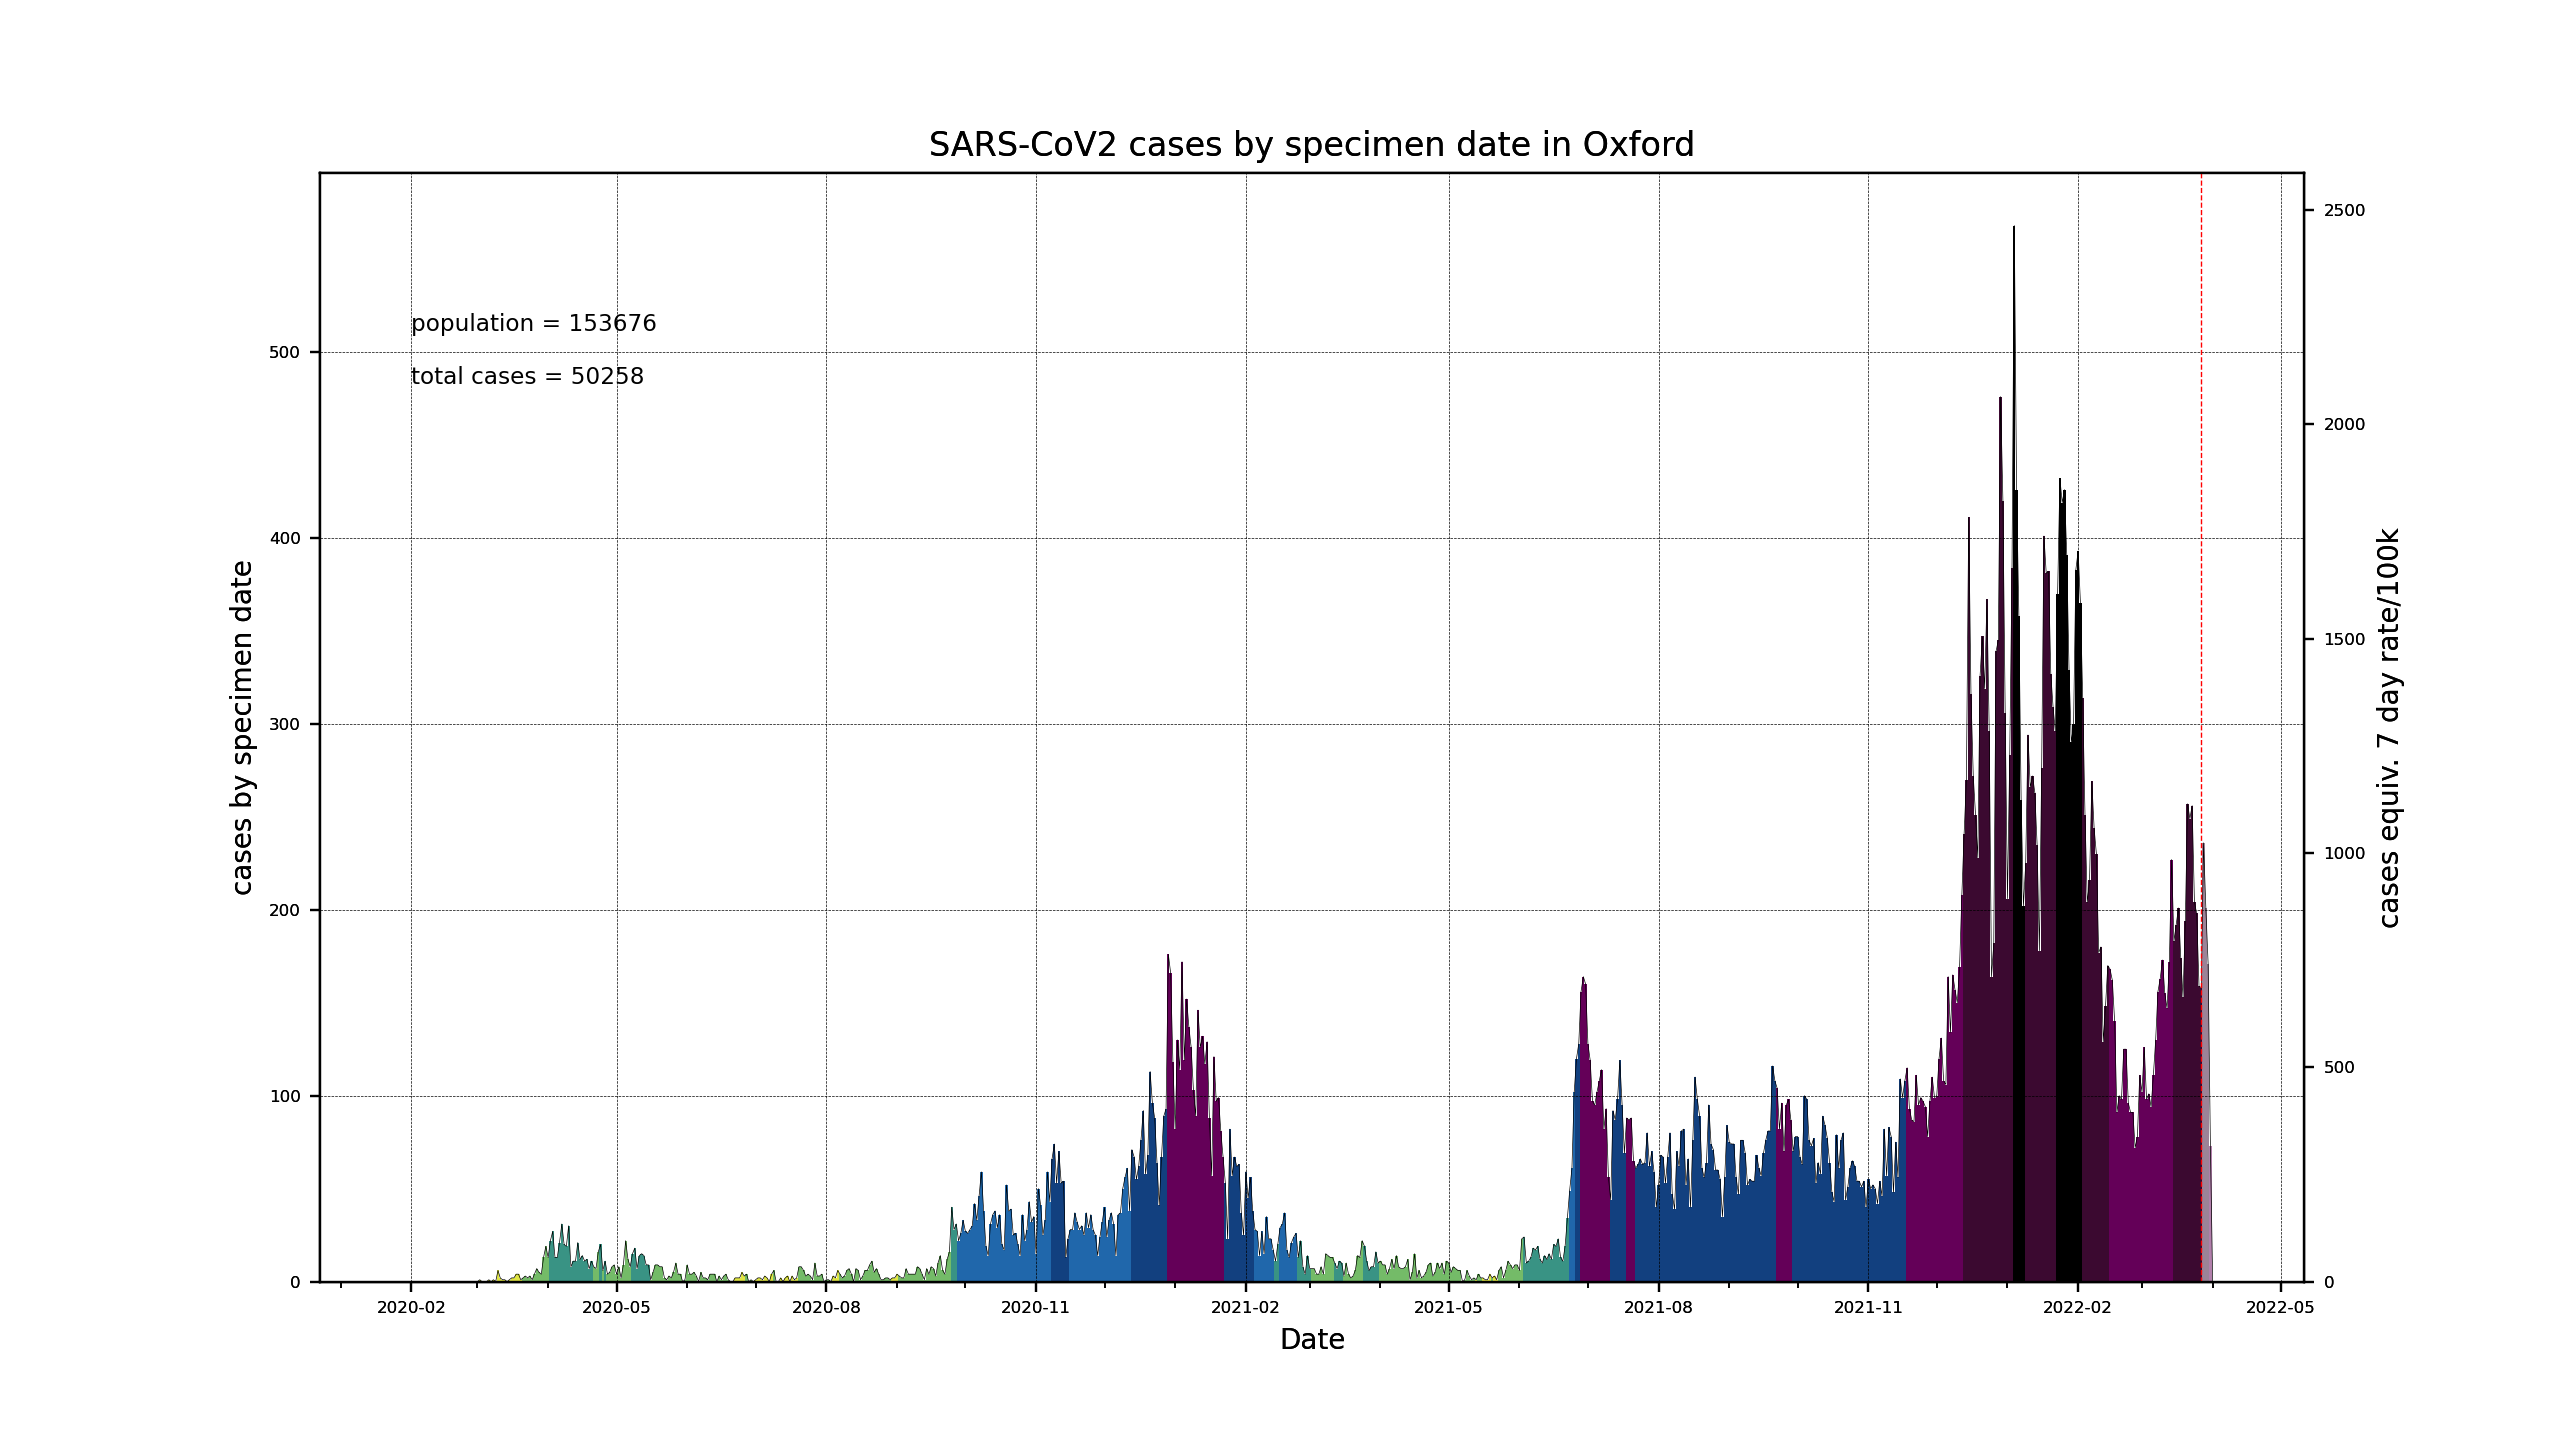 SARS-CoV2 cases by specimen date in Oxford
population = 153676
total cases = 50258
cases by specimen date
500
400
300
200
100
0
2500
2000
1500
1000
500
0
cases equiv. 7 day rate/100k
2020-02 2020-05 2020-08 2020-11 2021-02 2021-05 2021-08 2021-11 2022-02 2022-05
Date